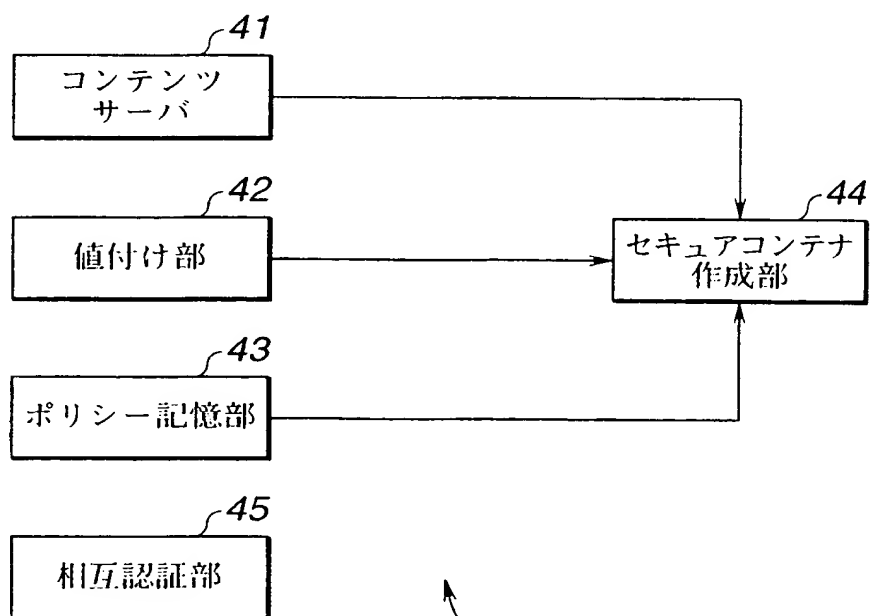 41
コンテンツ
サーバ
42
値付け部
44
セキュアコンテナ
作成部
43
ポリシー記憶部
45
相互認証部